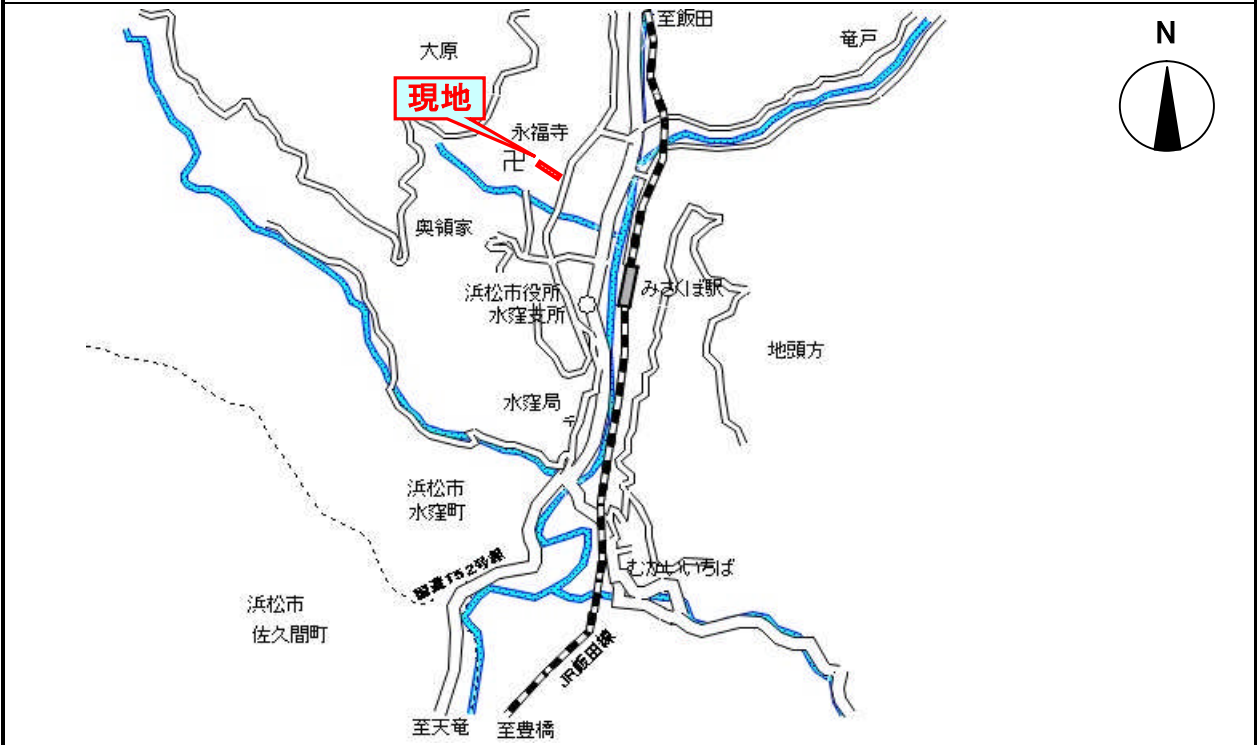 至飯田
竜戸
N
大原
現地
永福寺
卍
奥領家
みさくぼ駅
浜松市役所
水窪支所
地頭方
水窪局
〒
浜松市
水窪町
国道152号線
むかいいちば
浜松市
佐久間町
JR飯田線
至天竜
至豊橋